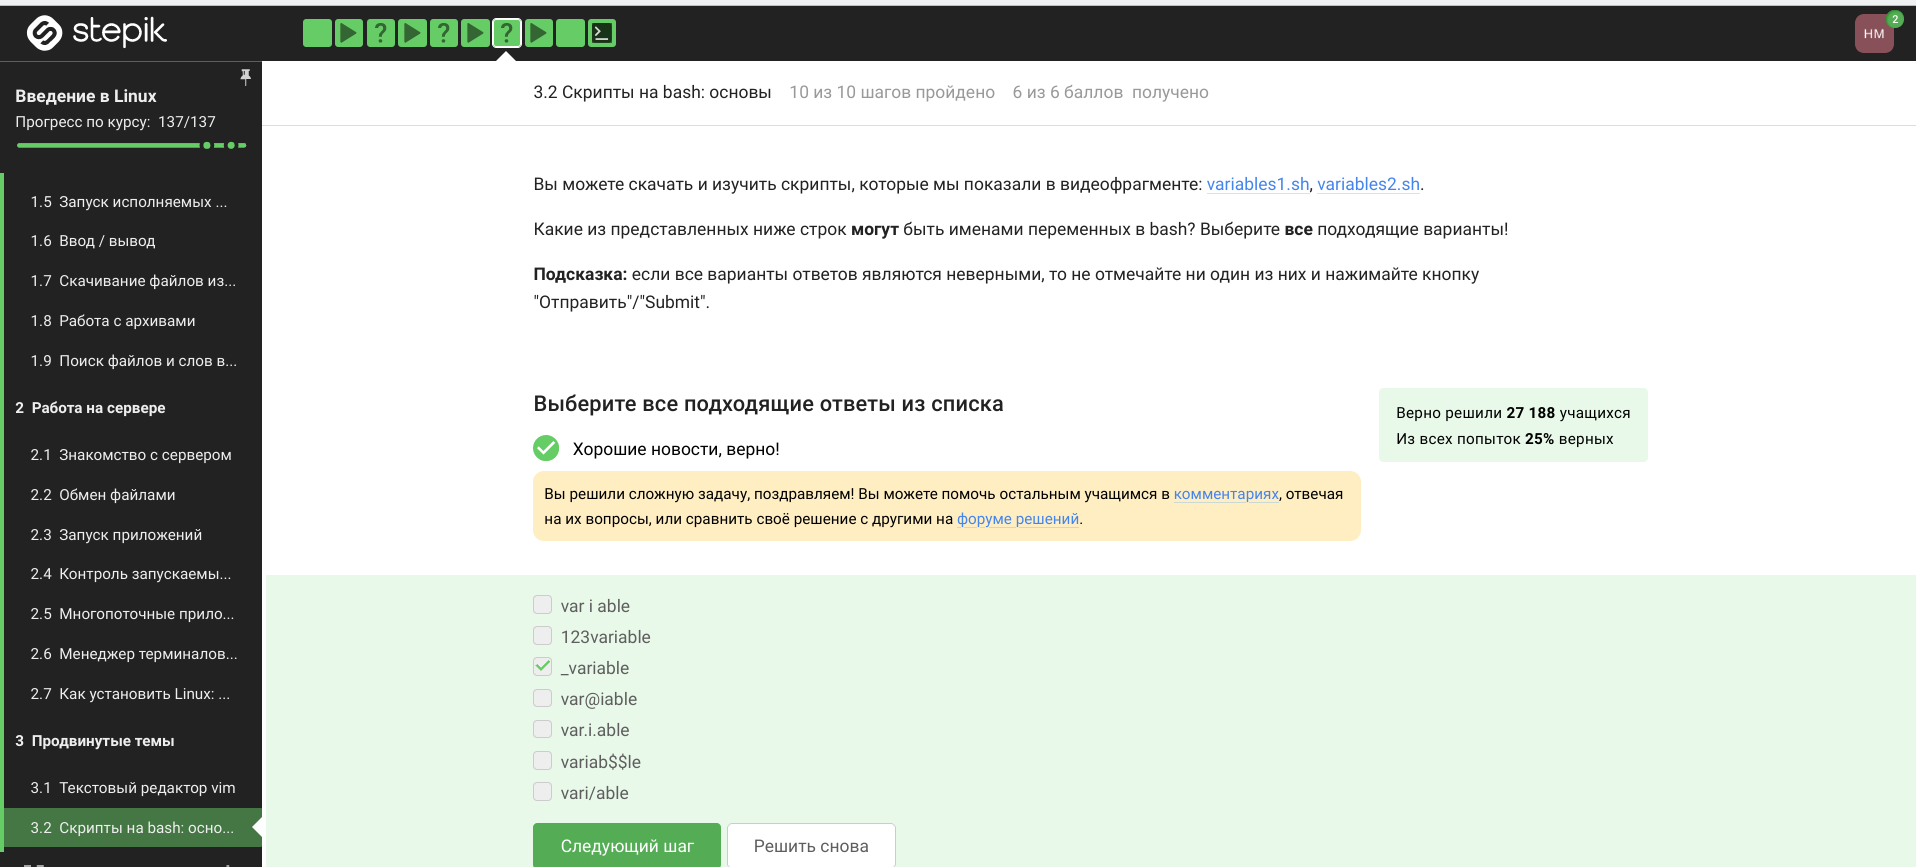 stepik
? ? ?
НМ
2
Введение в Linux
Прогресс по курсу: 137/137
1.5 Запуск исполняемых ...
1.6 Ввод / вывод
1.7 Скачивание файлов из...
1.8 Работа с архивами
1.9 Поиск файлов и слов в...
2 Работа на сервере
2.1 Знакомство с сервером
2.2 Обмен файлами
2.3 Запуск приложений
2.4 Контроль запускаемы...
2.5 Многопоточные прило...
2.6 Менеджер терминалов...
2.7 Как установить Linux: ...
3 Продвинутые темы
3.1 Текстовый редактор vim
3.2 Скрипты на bash: осно...
3.2 Скрипты на bash: основы 10 из 10 шагов пройдено 6 из 6 баллов получено
Вы можете скачать и изучить скрипты, которые мы показали в видеофрагменте: variables1.sh, variables2.sh.
Какие из представленных ниже строк могут быть именами переменных в bash? Выберите все подходящие варианты!
Подсказка: если все варианты ответов являются неверными, то не отмечайте ни один из них и нажимайте кнопку
"Отправить"/"Submit".
Выберите все подходящие ответы из списка
Хорошие новости, верно!
Вы решили сложную задачу, поздравляем! Вы можете помочь остальным учащимся в комментариях, отвечая
на их вопросы, или сравнить своё решение с другими на форуме решений.
Верно решили 27 188 учащихся
Из всех попыток 25% верных
var i able
123variable
_variable
var@iable
var.i.able
variab$$le
vari/able
Следующий шаг
Решить снова